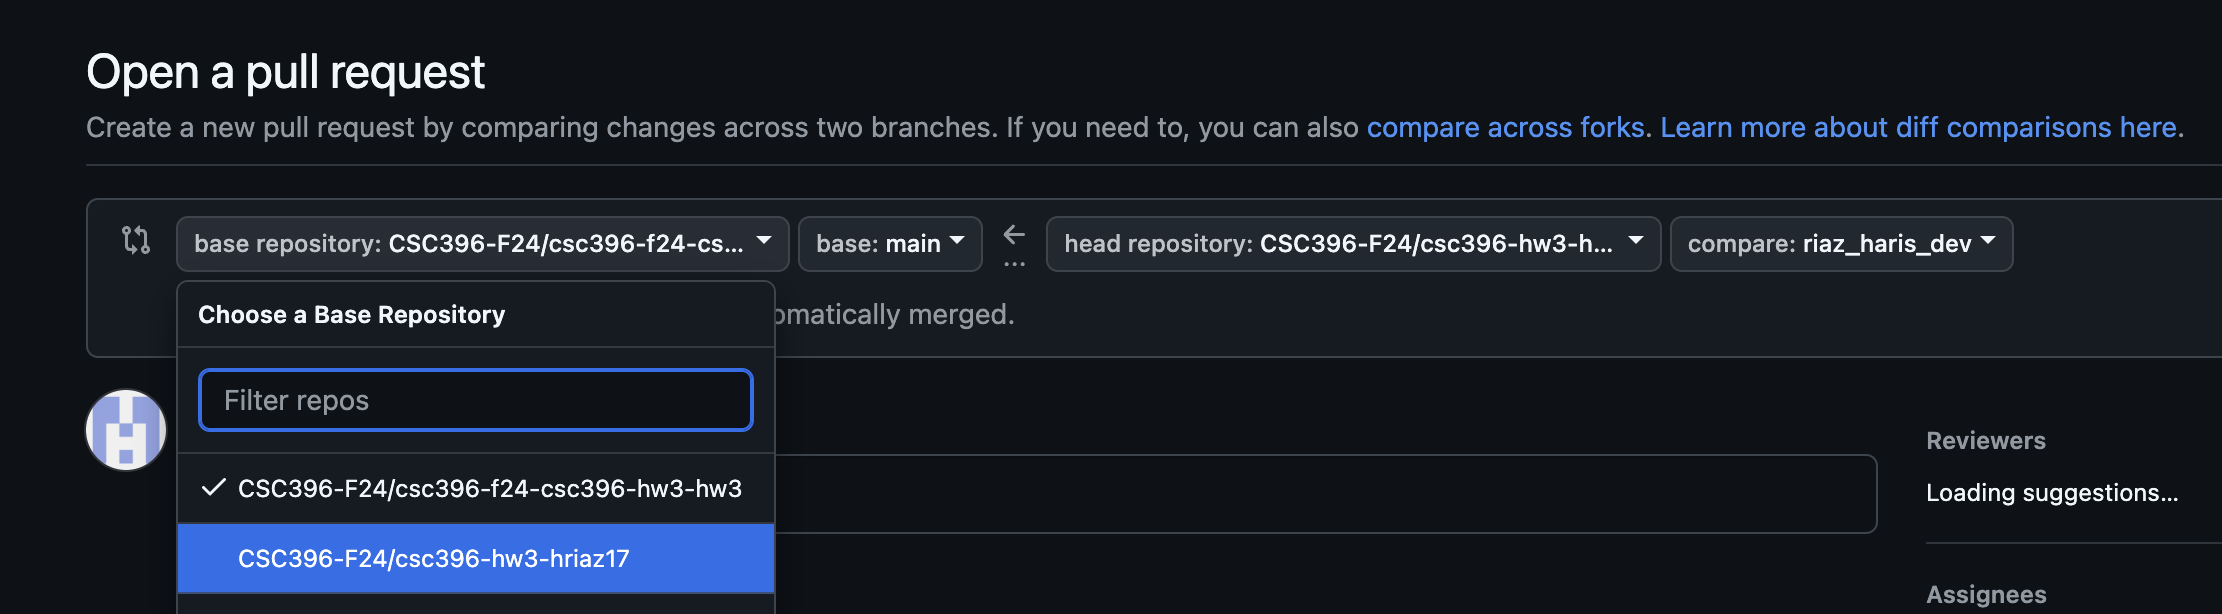 Open a pull request
Create a new pull request by comparing changes across two branches. If you need to, you can also compare across forks. Learn more about diff comparisons here.
base repository: CSC396-F24/csc396-f24-cs... base: main ... head repository: CSC396-F24/csc396-hw3-h... compare: riaz_haris_dev
Choose a Base Repository
omatically merged.
Filter repos
CSC396-F24/csc396-f24-csc396-hw3-hw3
CSC396-F24/csc396-hw3-hriaz17
Reviewers
Loading suggestions...
Assignees